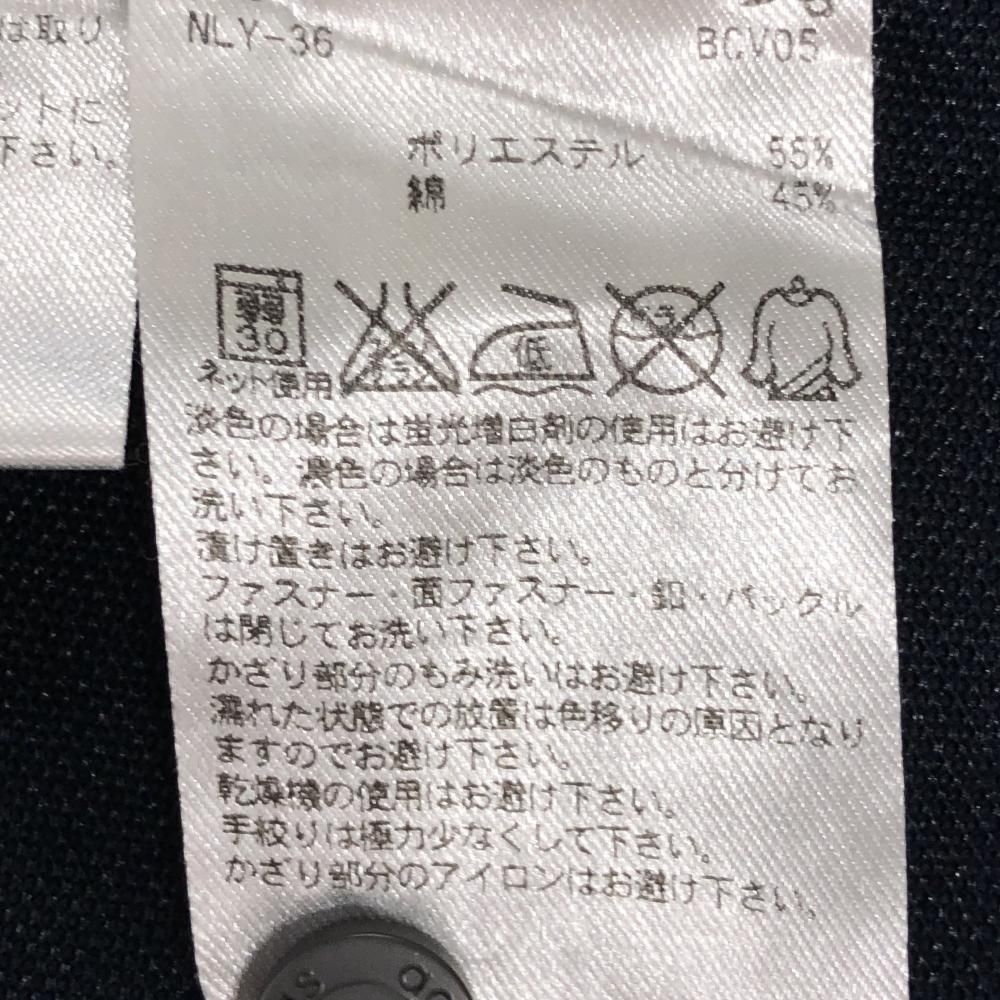 は取り
ットに
下さい。
NLY-36
BCV05
ポリエステル 55%
綿 45%
30
ネット使用
低
淡色の場合は蛍光増白剤の使用はお避け下
さい。濃色の場合は淡色のものと分けてお
洗い下さい。
漬け置きはお避け下さい。
ファスナー・面ファスナー・釦・バックル
は閉じてお洗い下さい。
かざり部分のもみ洗いはお避け下さい。
濡れた状態での放置は色移りの原因となり
ますのでお避け下さい。
乾燥機の使用はお避け下さい。
手絞りは極力少なくして下さい。
かざり部分のアイロンはお避け下さい。